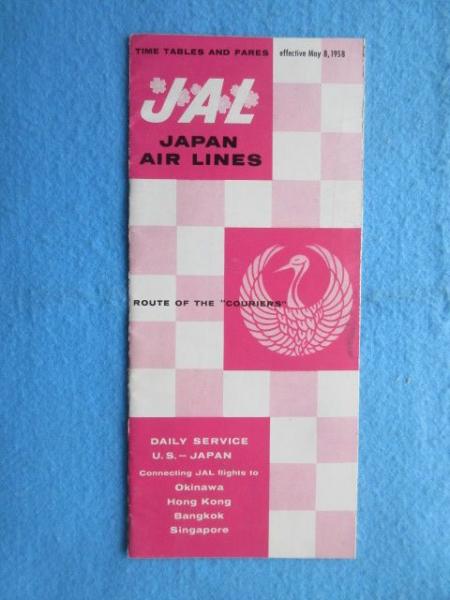 TIME TABLES AND FARES effective May 8, 1958
JAL
JAPAN
AIR LINES
ROUTE OF THE "COURIERS"
DAILY SERVICE
U.S.—JAPAN
Connecting JAL flights to
Okinawa
Hong Kong
Bangkok
Singapore